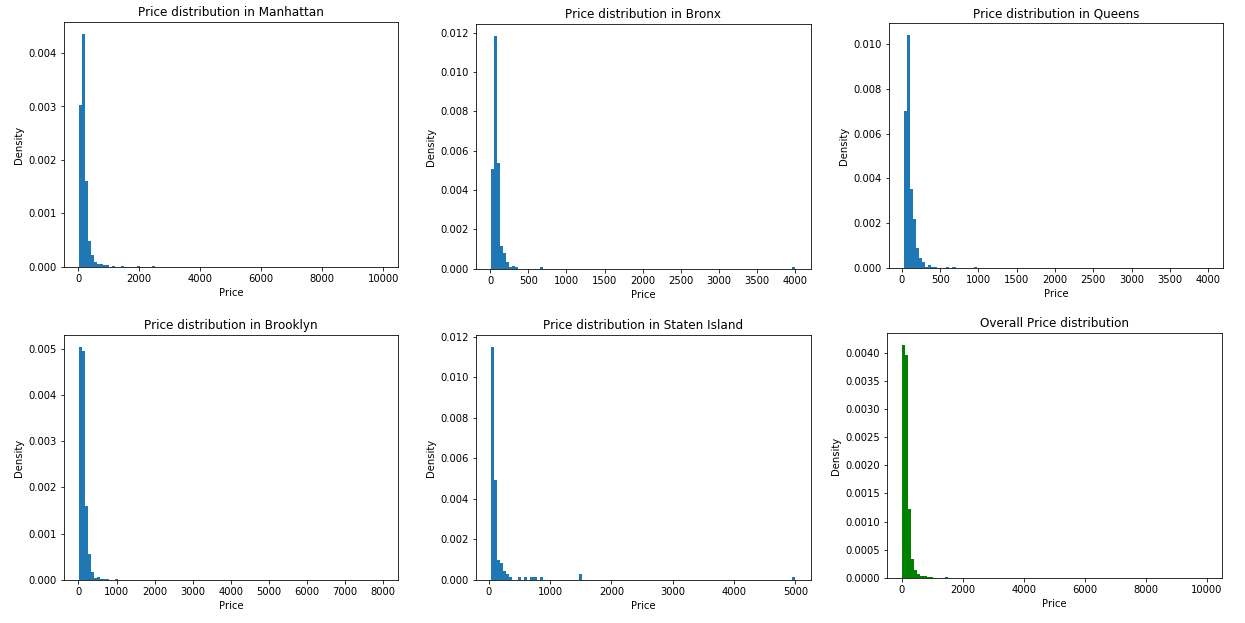 Price distribution in Manhattan
Density
0.004
0.003
0.002
0.001
0.000
0 2000 4000 6000 8000 10000
Price
Price distribution in Bronx
Density
0.012
0.010
0.008
0.006
0.004
0.002
0.000
0 500 1000 1500 2000 2500 3000 3500 4000
Price
Price distribution in Queens
Density
0.010
0.008
0.006
0.004
0.002
0.000
0 500 1000 1500 2000 2500 3000 3500 4000
Price
Price distribution in Brooklyn
Density
0.005
0.004
0.003
0.002
0.001
0.000
0 1000 2000 3000 4000 5000 6000 7000 8000
Price
Price distribution in Staten Island
Density
0.012
0.010
0.008
0.006
0.004
0.002
0.000
0 1000 2000 3000 4000 5000
Price
Overall Price distribution
Density
0.0040
0.0035
0.0030
0.0025
0.0020
0.0015
0.0010
0.0005
0.0000
0 2000 4000 6000 8000 10000
Price